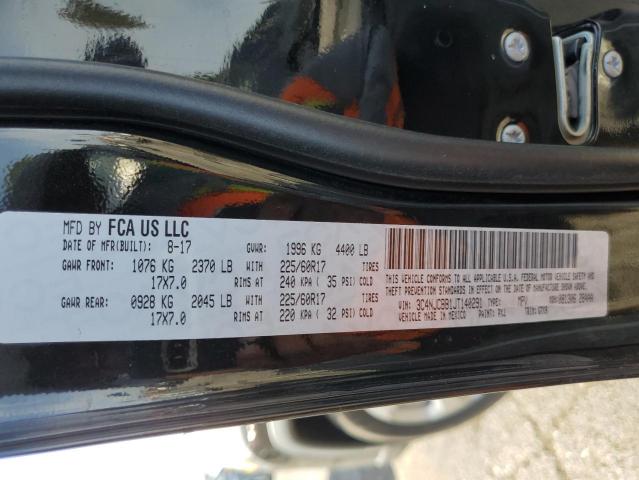 MFD BY FCA US LLC
DATE OF MFR(BUILT): 8-17 GVWR: 1996 KG 4400 LB
GAWR FRONT: 1076 KG 2370 LB WITH 225/60R17 TIRES
17X7.0 RIMS AT 240 KPA ( 35 PSI) COLD
GAWR REAR: 0928 KG 2045 LB WITH 225/60R17 TIRES
17X7.0 RIMS AT 220 KPA ( 32 PSI) COLD
THIS VEHICLE CONFORMS TO ALL APPLICABLE U.S.A. FEDERAL MOTOR VEHICLE SAFETY AND
THEFT PREVENTION STANDARDS IN EFFECT ON THE DATE OF MANUFACTURE SHOWN ABOVE.
VIN: 3C4NJCBB1JT140291 TYPE: MPV
VEHICLE MADE IN MEXICO PAINT: PXJ TRIM: